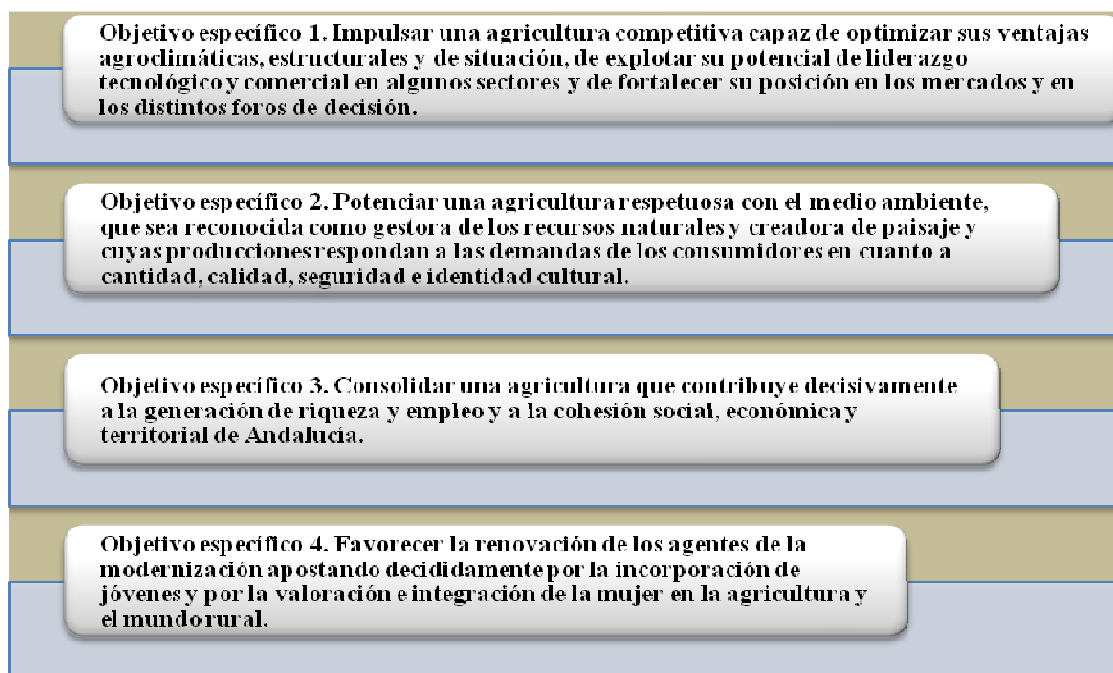 Objetivo específico 1. Impulsar una agricultura competitiva capaz de optimizar sus ventajas
agroclimáticas, estructurales y de situación, de explotar su potencial de liderazgo
tecnológico y comercial en algunos sectores y de fortalecer su posición en los mercados y en
los distintos foros de decisión.
Objetivo específico 2. Potenciar una agricultura respetuosa con el medio ambiente,
que sea reconocida como gestora de los recursos naturales y creadora de paisaje y
cuyas producciones respondan a las demandas de los consumidores en cuanto a
cantidad, calidad, seguridad e identidad cultural.
Objetivo específico 3. Consolidar una agricultura que contribuye decisivamente
a la generación de riqueza y empleo y a la cohesión social, económica y
territorial de Andalucía.
Objetivo específico 4. Favorecer la renovación de los agentes de la
modernización apostando decididamente por la incorporación de
jóvenes y por la valoración e integración de la mujer en la agricultura y
el mundo rural.